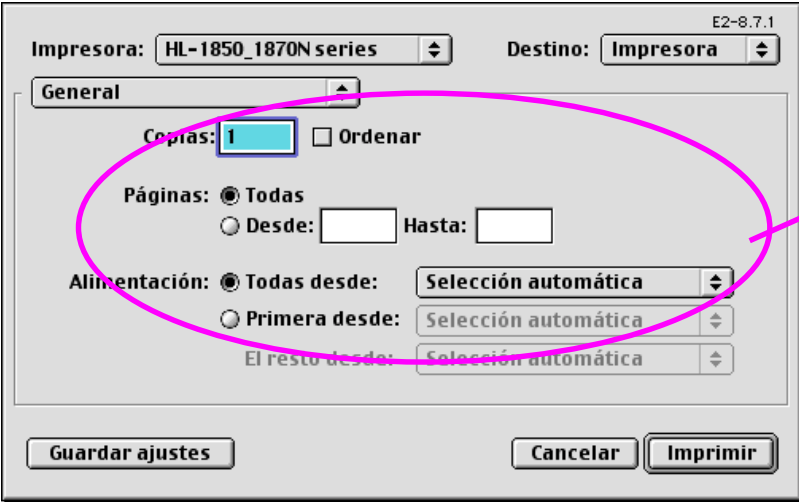 E2-8.7.1
Impresora: HL-1850_1870N series Destino: Impresora
General
Copias: 1 Ordenar
Páginas: Todas
Desde: Hasta:
Alimentación: Todas desde: Selección automática
Primera desde: Selección automática
El resto desde: Selección automática
Guardar ajustes Cancelar Imprimir